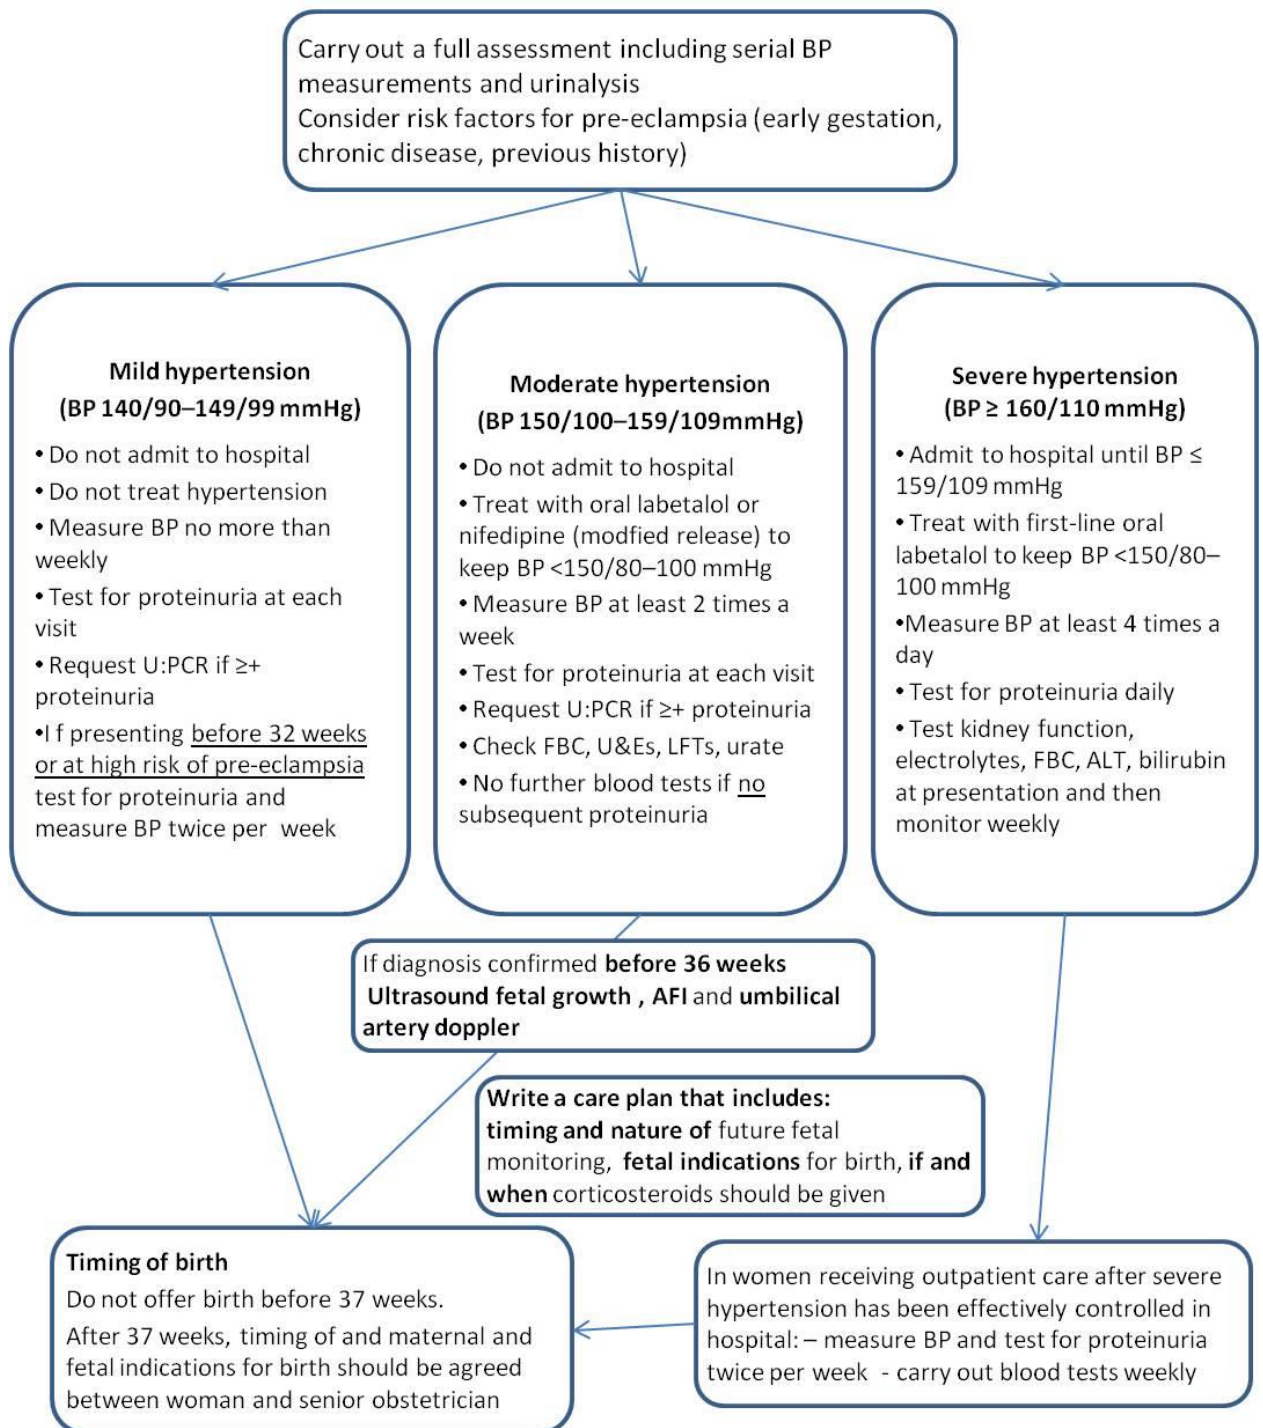 Carry out a full assessment including serial BP
measurements and urinalysis
Consider risk factors for pre-eclampsia (early gestation,
chronic disease, previous history)
Mild hypertension
(BP 140/90–149/99 mmHg)
• Do not admit to hospital
• Do not treat hypertension
• Measure BP no more than
weekly
• Test for proteinuria at each
visit
• Request U:PCR if ≥+
proteinuria
•I f presenting before 32 weeks
or at high risk of pre-eclampsia
test for proteinuria and
measure BP twice per week
Moderate hypertension
(BP 150/100–159/109mmHg)
• Do not admit to hospital
• Treat with oral labetalol or
nifedipine (modfied release) to
keep BP <150/80–100 mmHg
• Measure BP at least 2 times a
week
• Test for proteinuria at each visit
• Request U:PCR if ≥+ proteinuria
• Check FBC, U&Es, LFTs, urate
• No further blood tests if no
subsequent proteinuria
Severe hypertension
(BP ≥ 160/110 mmHg)
• Admit to hospital until BP ≤
159/109 mmHg
• Treat with first-line oral
labetalol to keep BP <150/80–
100 mmHg
•Measure BP at least 4 times a
day
• Test for proteinuria daily
• Test kidney function,
electrolytes, FBC, ALT, bilirubin
at presentation and then
monitor weekly
If diagnosis confirmed before 36 weeks
Ultrasound fetal growth , AFI and umbilical
artery doppler
Write a care plan that includes:
timing and nature of future fetal
monitoring, fetal indications for birth, if and
when corticosteroids should be given
Timing of birth
Do not offer birth before 37 weeks.
After 37 weeks, timing of and maternal and
fetal indications for birth should be agreed
between woman and senior obstetrician
In women receiving outpatient care after severe
hypertension has been effectively controlled in
hospital: – measure BP and test for proteinuria
twice per week - carry out blood tests weekly